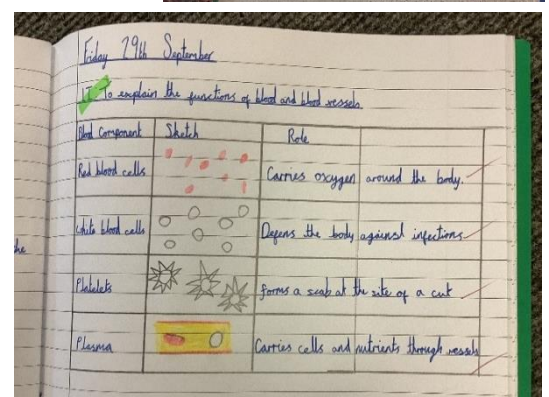 Friday 29th September
LI To explain the functions of blood and blood vessels.
Blood Component Sketch Role
Red blood cells Carries oxygen around the body.
White blood cells Defens the body against infections
Platelets forms a scab at the site of a cut
Plasma Carries cells and nutrients through vessels
he